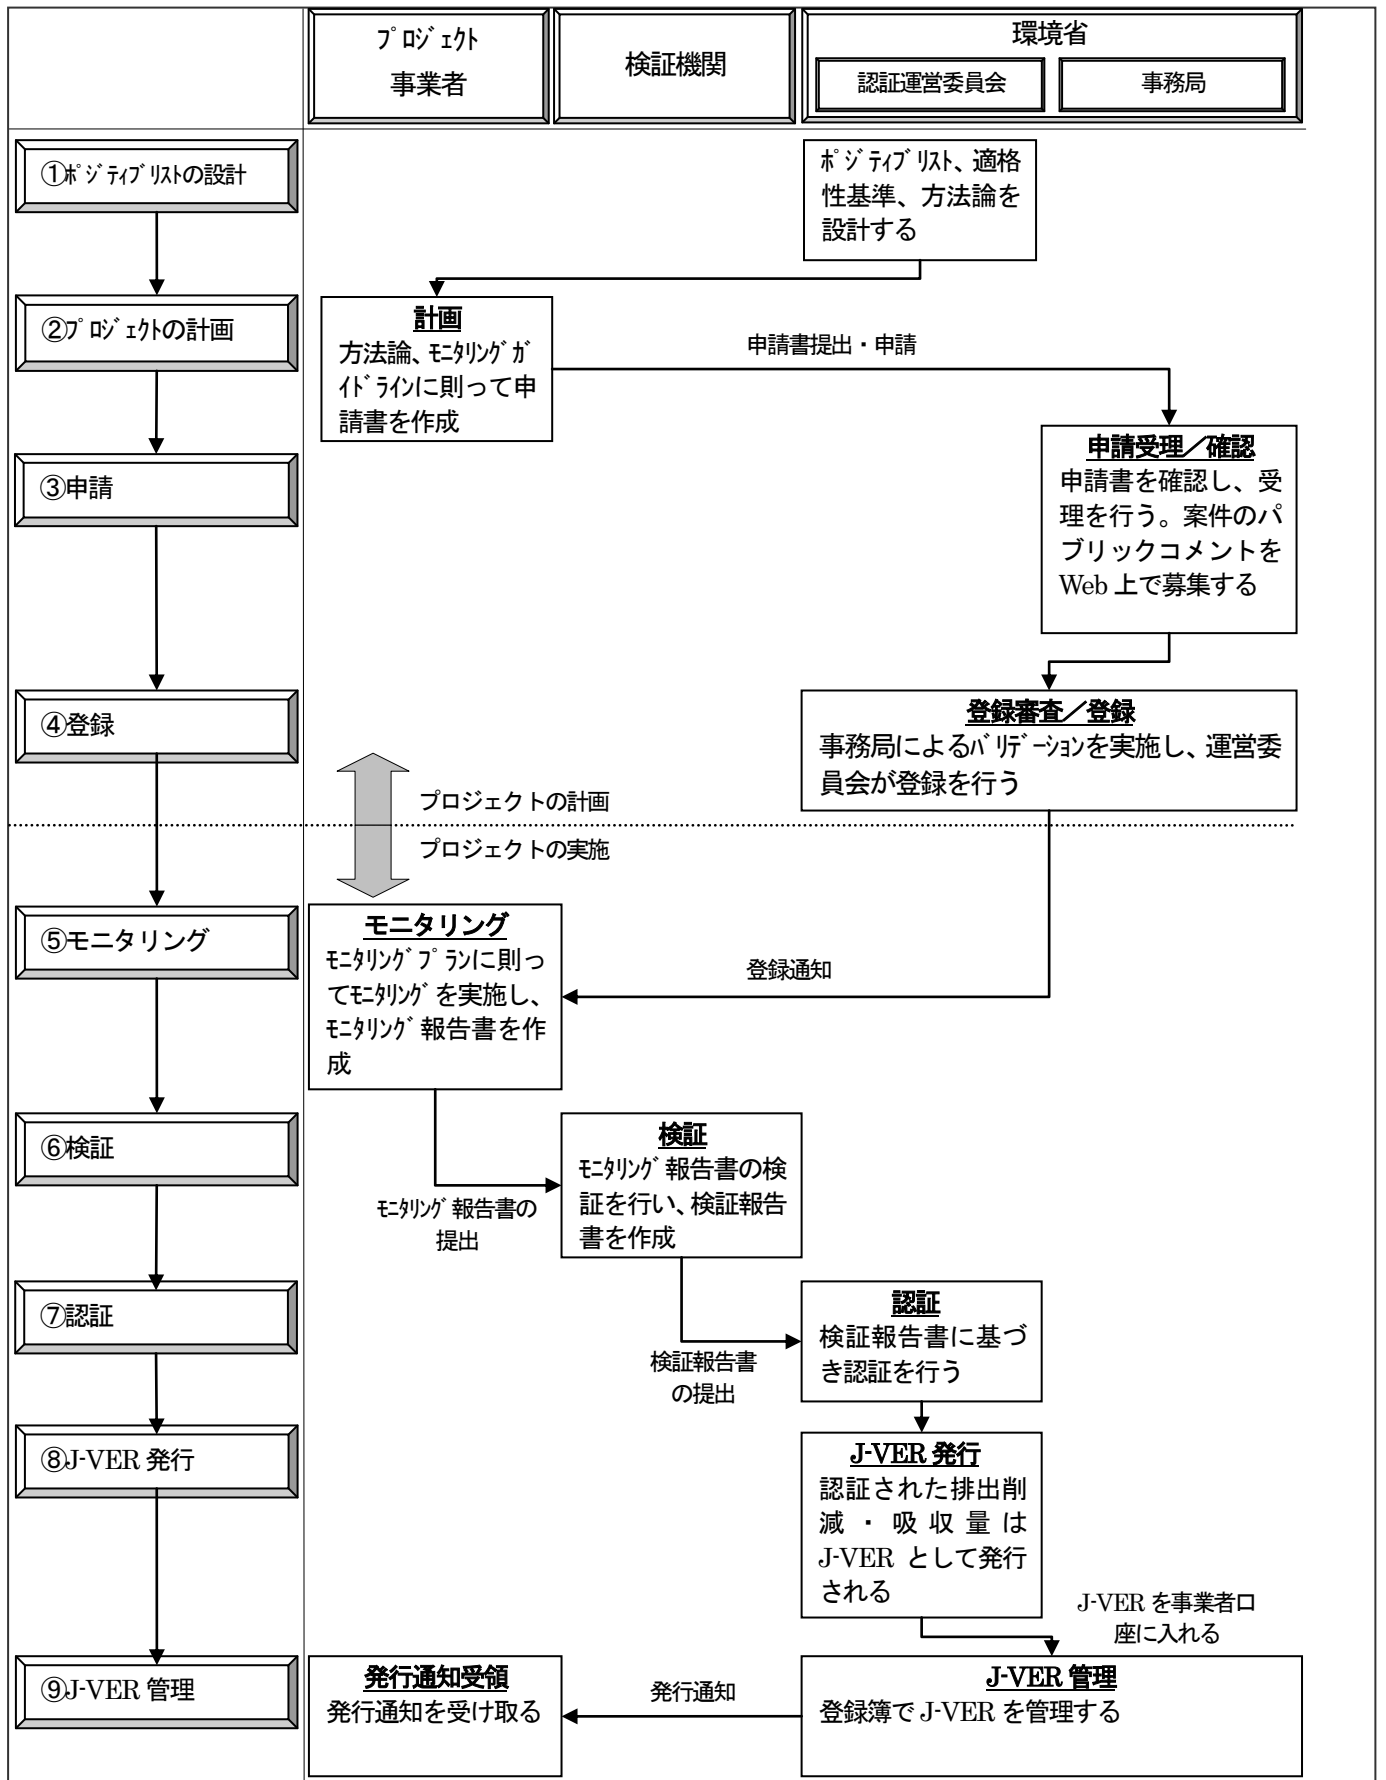 プロジェクト
事業者
検証機関
環境省
認証運営委員会
事務局
①ポジティブリストの設計
ポジティブリスト、適格
性基準、方法論を
設計する
②プロジェクトの計画
計画
方法論、モニタリングガ
イドラインに則って申
請書を作成
申請書提出・申請
③申請
申請受理／確認
申請書を確認し、受
理を行う。案件のパ
ブリックコメントを
Web 上で募集する
④登録
登録審査／登録
事務局によるバリデーションを実施し、運営委
員会が登録を行う
プロジェクトの計画
プロジェクトの実施
⑤モニタリング
モニタリング
モニタリングプランに則っ
てモニタリングを実施し、
モニタリング報告書を作
成
登録通知
⑥検証
検証
モニタリング報告書の検
証を行い、検証報告
書を作成
モニタリング報告書の
提出
⑦認証
認証
検証報告書に基づ
き認証を行う
検証報告書
の提出
⑧J-VER 発行
J-VER 発行
認証された排出削
減・吸収量は
J-VER として発行
される
J-VER を事業者口
座に入れる
⑨J-VER 管理
発行通知受領
発行通知を受け取る
発行通知
J-VER 管理
登録簿で J-VER を管理する